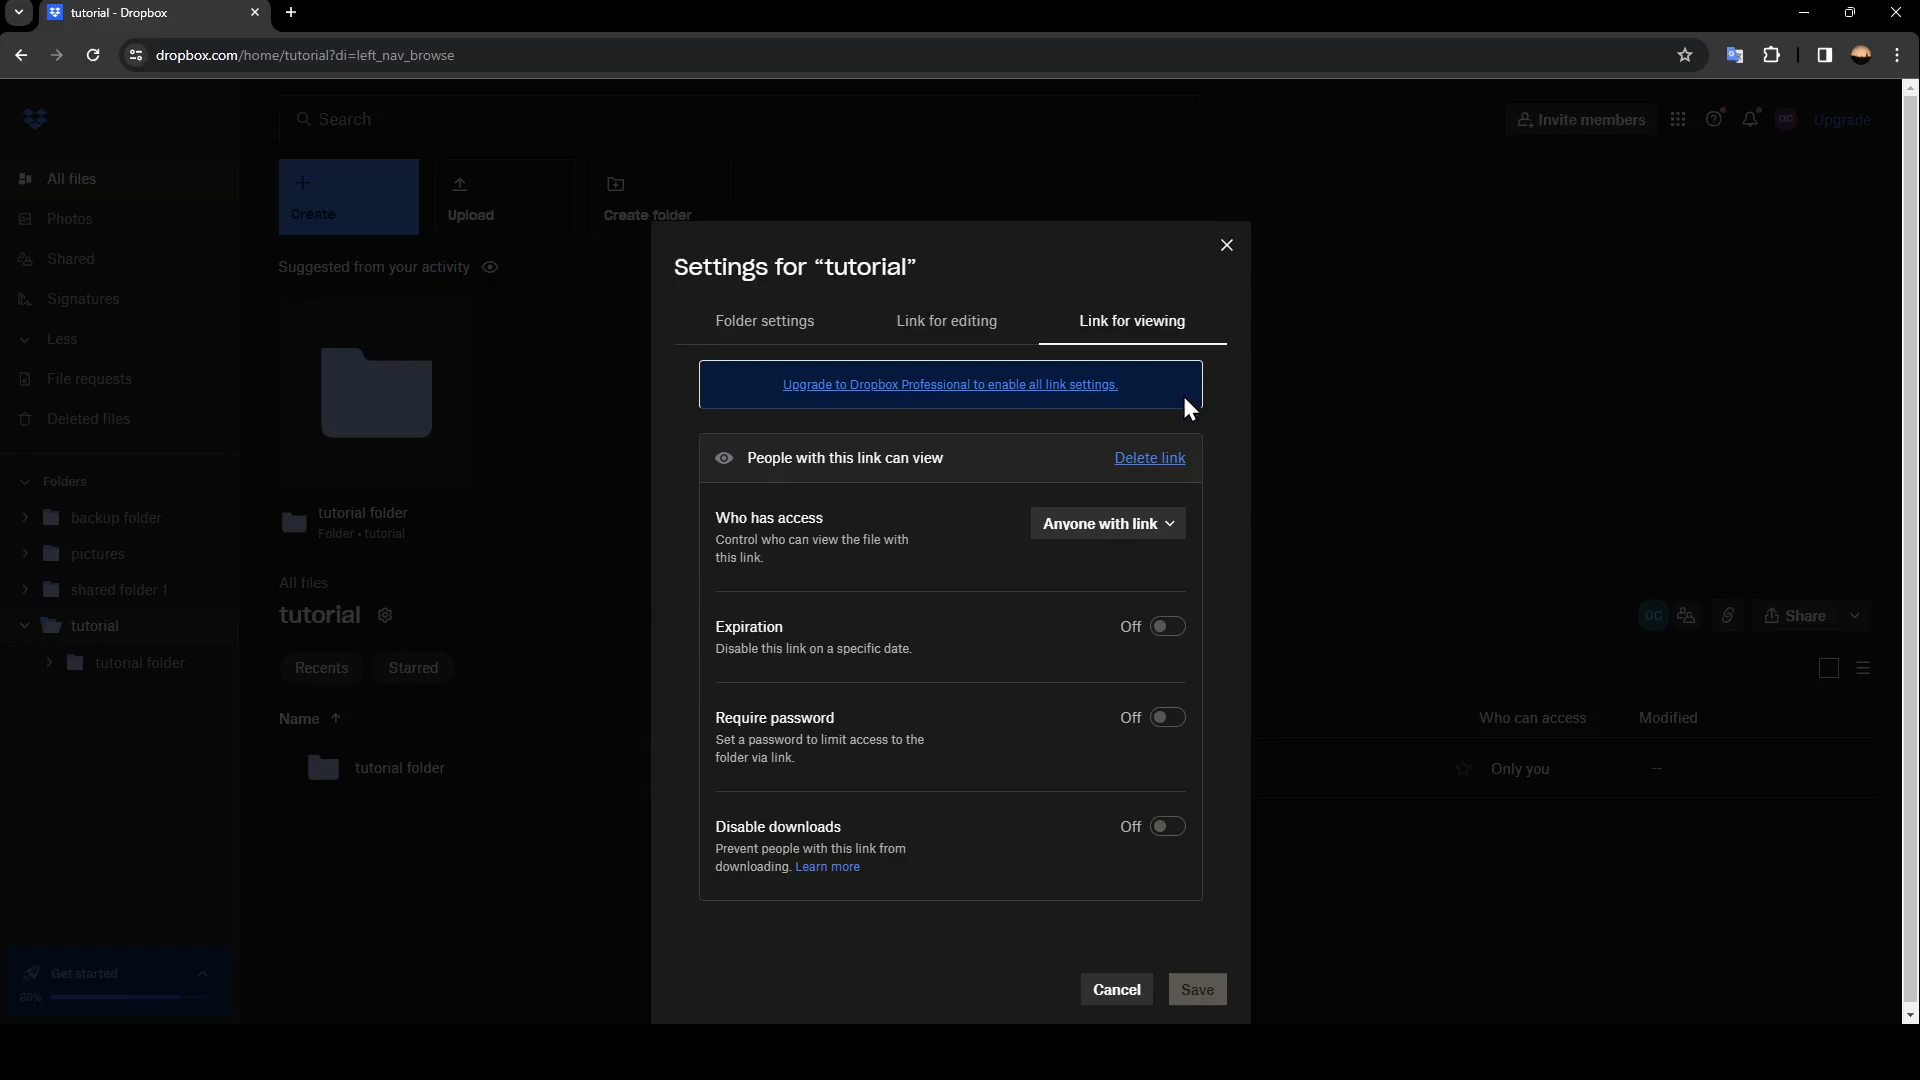 tutorial - Dropbox
dropbox.com/home/tutorial?di=left_nav_browse
Search
Invite members
OC
Upgrade
All files
Photos
Shared
Signatures
Less
File requests
Deleted files
Folders
backup folder
pictures
shared folder 1
tutorial
tutorial folder
Get started
80%
Create
Upload
Create folder
Suggested from your activity
tutorial folder
Folder • tutorial
All files
tutorial
OC
Share
Recents
Starred
Name
Who can access
Modified
tutorial folder
Only you
--
Settings for “tutorial”
Folder settings
Link for editing
Link for viewing
Upgrade to Dropbox Professional to enable all link settings.
People with this link can view
Delete link
Who has access
Anyone with link
Control who can view the file with
this link.
Expiration
Off
Disable this link on a specific date.
Require password
Off
Set a password to limit access to the
folder via link.
Disable downloads
Off
Prevent people with this link from
downloading. Learn more
Cancel
Save